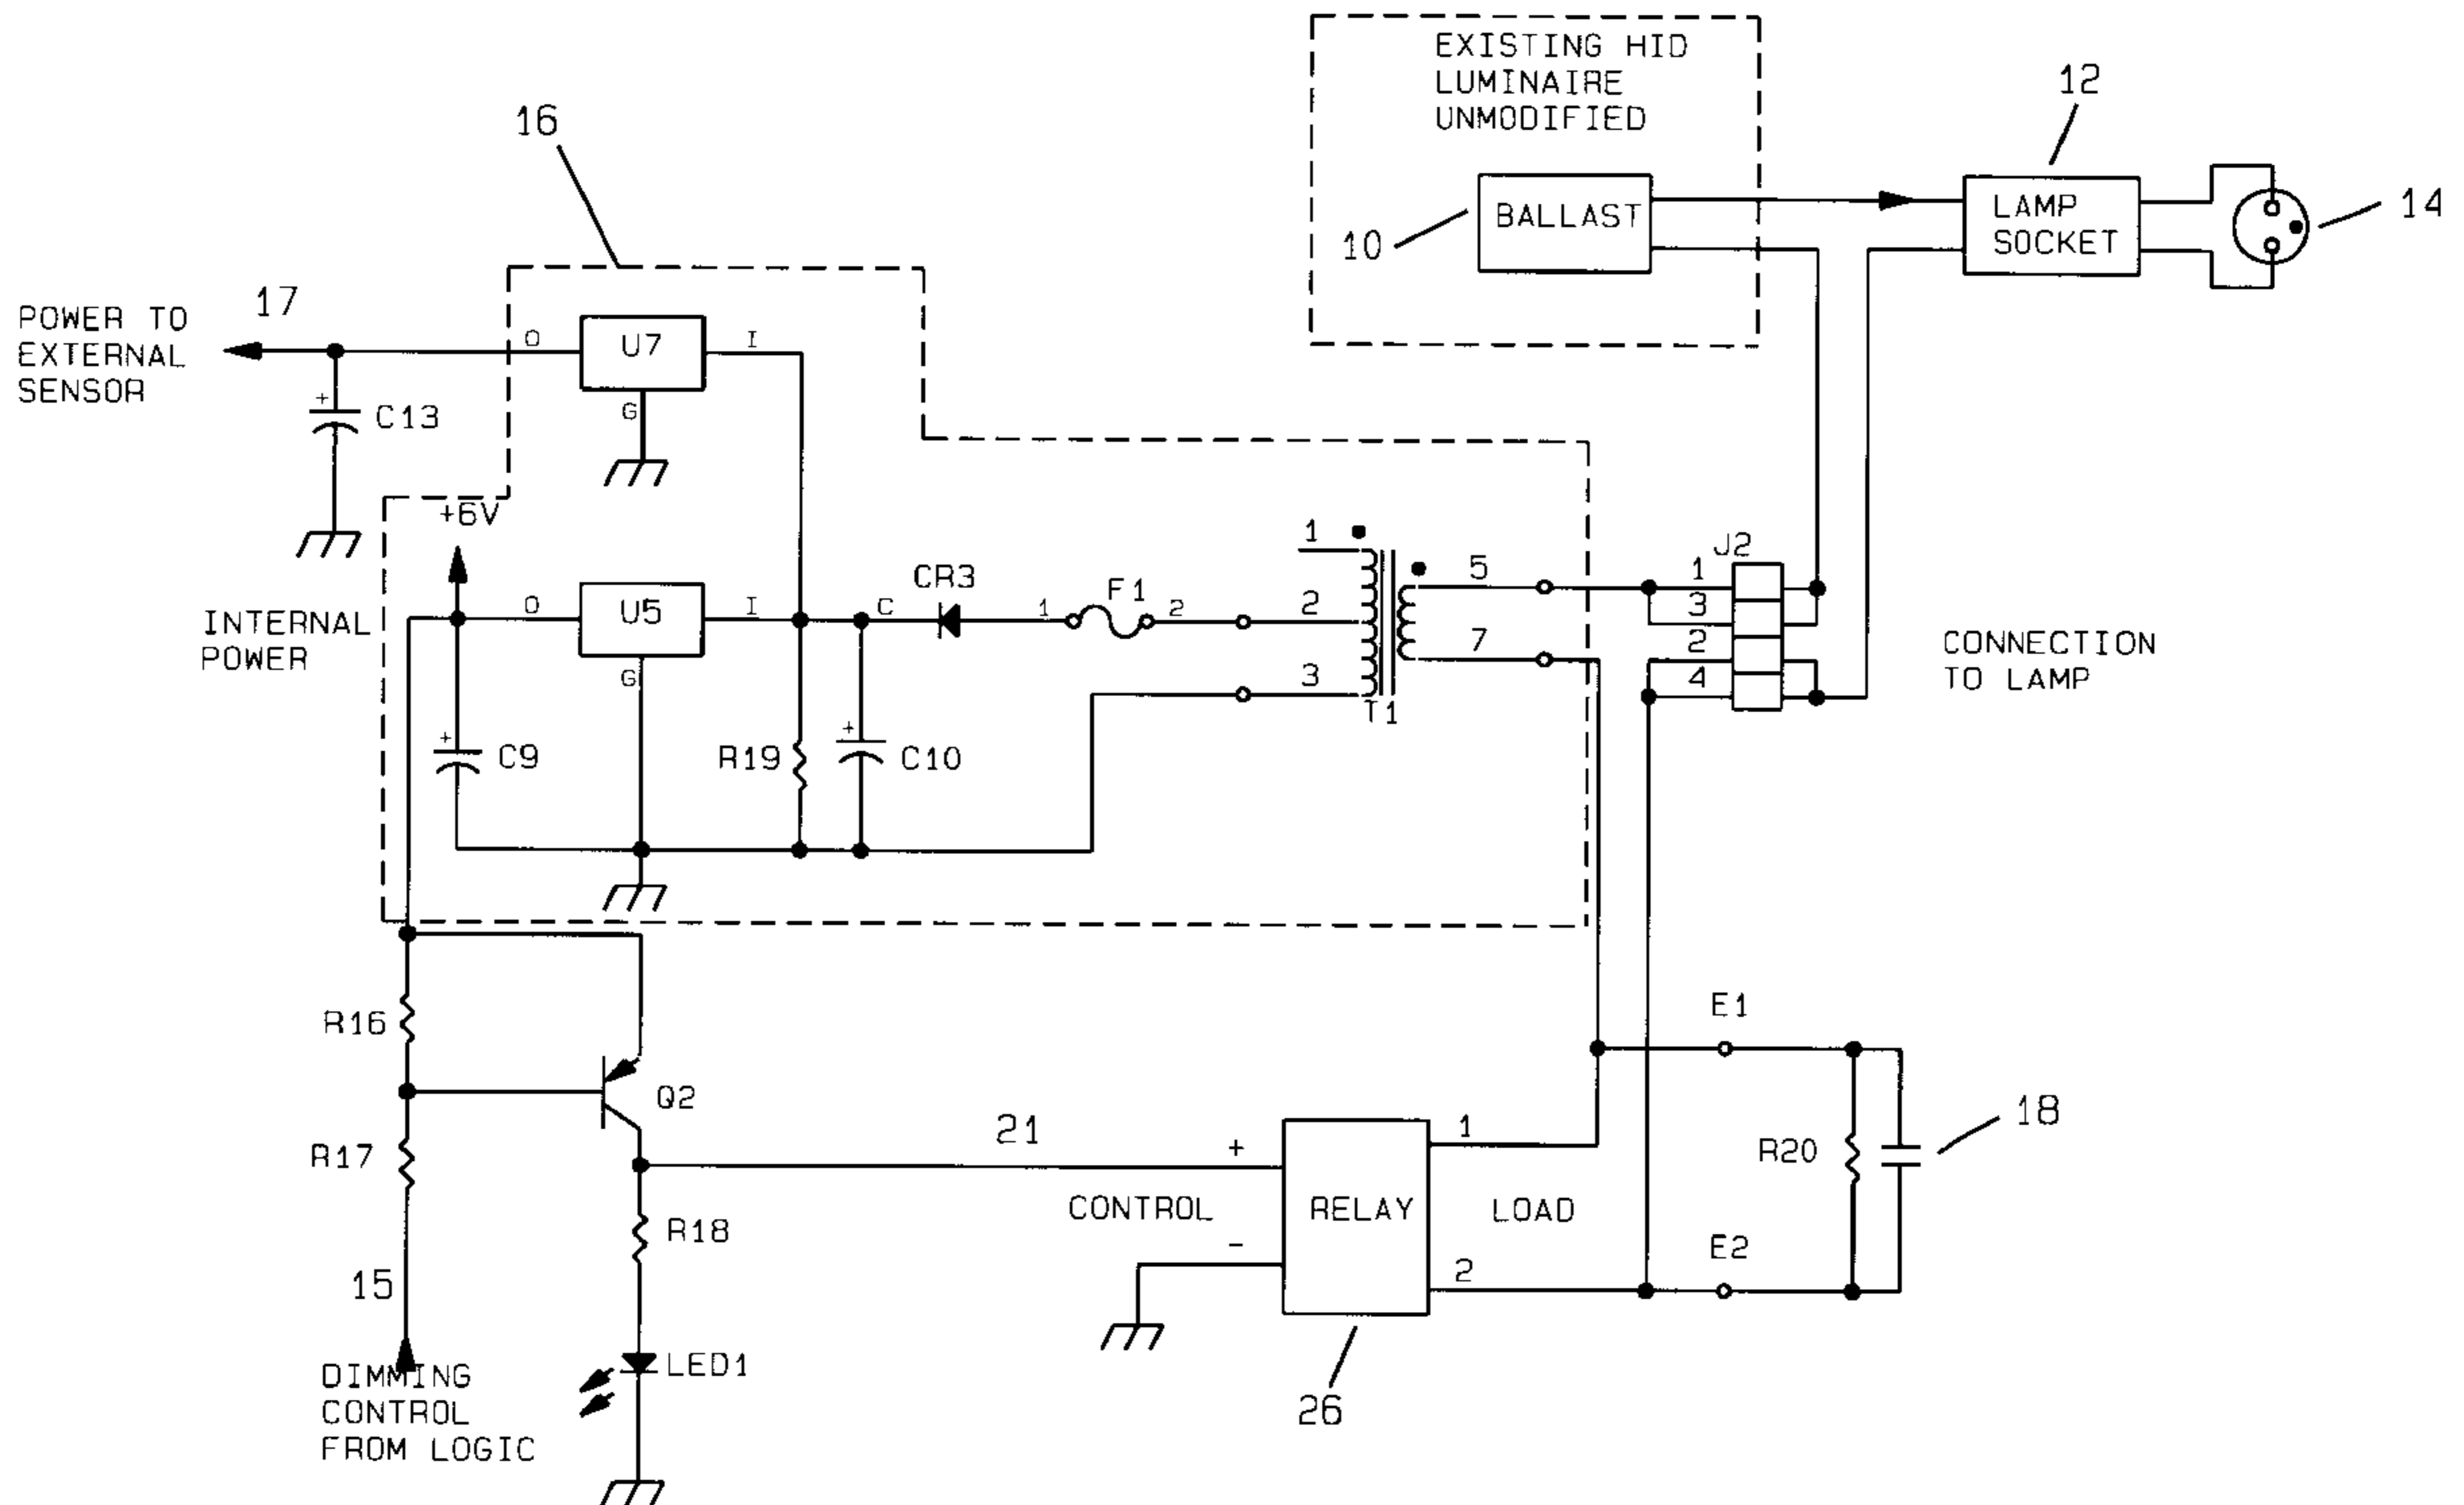 EXISTING HID
LUMINAIRE
UNMODIFIED
12
16
BALLAST
10
LAMP
SOCKET
14
17
POWER TO
EXTERNAL
SENSOR
O
U7
I
G
+
C13
+6V
INTERNAL
POWER
O
U5
I
G
C
CR3
1
F1
2
1
2
3
T1
5
7
J2
1
3
2
4
CONNECTION
TO LAMP
+
C9
R19
+
C10
R16
Q2
R17
21
R18
15
LED1
DIMMING
CONTROL
FROM LOGIC
+
CONTROL
-
RELAY
1
LOAD
2
26
E1
R20
18
E2